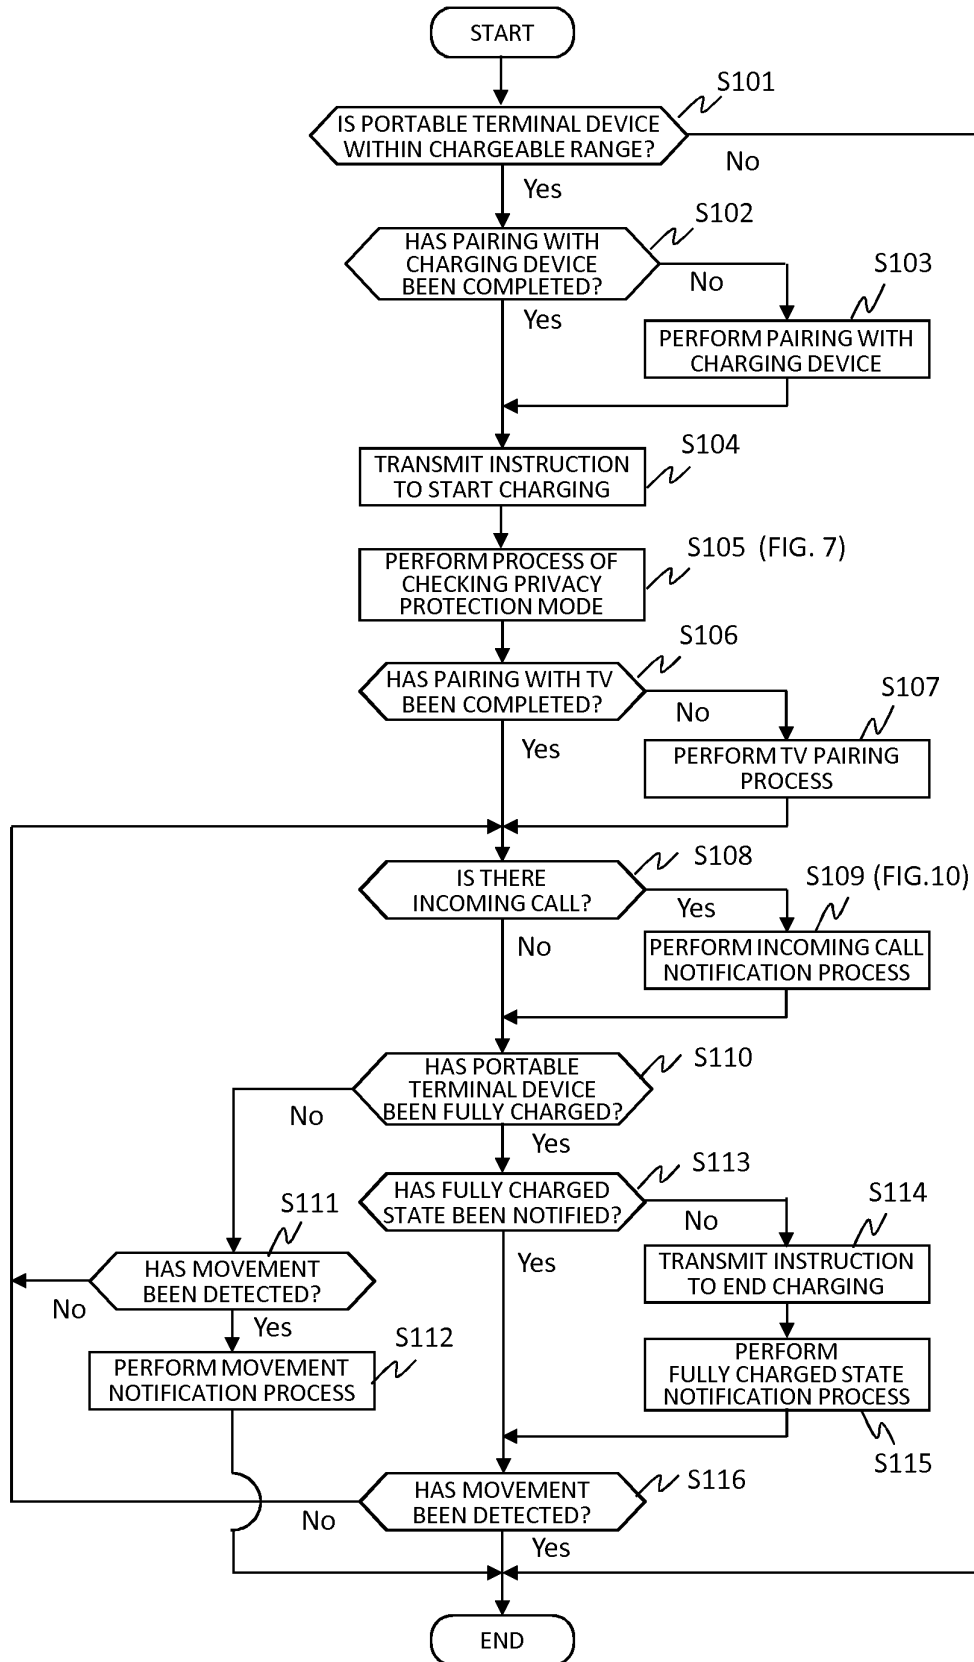 START
S101
IS PORTABLE TERMINAL DEVICE
WITHIN CHARGEABLE RANGE?
No
Yes
S102
HAS PAIRING WITH
CHARGING DEVICE
BEEN COMPLETED?
No
Yes
S103
PERFORM PAIRING WITH
CHARGING DEVICE
S104
TRANSMIT INSTRUCTION
TO START CHARGING
S105 (FIG. 7)
PERFORM PROCESS OF
CHECKING PRIVACY
PROTECTION MODE
S106
HAS PAIRING WITH TV
BEEN COMPLETED?
No
Yes
S107
PERFORM TV PAIRING
PROCESS
S108
IS THERE
INCOMING CALL?
Yes
No
S109 (FIG.10)
PERFORM INCOMING CALL
NOTIFICATION PROCESS
S110
HAS PORTABLE
TERMINAL DEVICE
BEEN FULLY CHARGED?
No
Yes
S113
HAS FULLY CHARGED
STATE BEEN NOTIFIED?
No
Yes
S114
TRANSMIT INSTRUCTION
TO END CHARGING
S111
HAS MOVEMENT
BEEN DETECTED?
No
Yes
S112
PERFORM MOVEMENT
NOTIFICATION PROCESS
PERFORM
FULLY CHARGED STATE
NOTIFICATION PROCESS
S115
S116
HAS MOVEMENT
BEEN DETECTED?
No
Yes
END